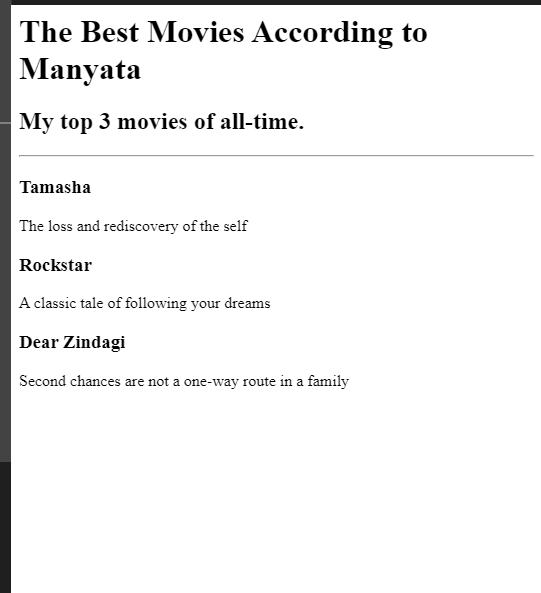 The Best Movies According to
Manyata
My top 3 movies of all-time.
Tamasha
The loss and rediscovery of the self
Rockstar
A classic tale of following your dreams
Dear Zindagi
Second chances are not a one-way route in a family